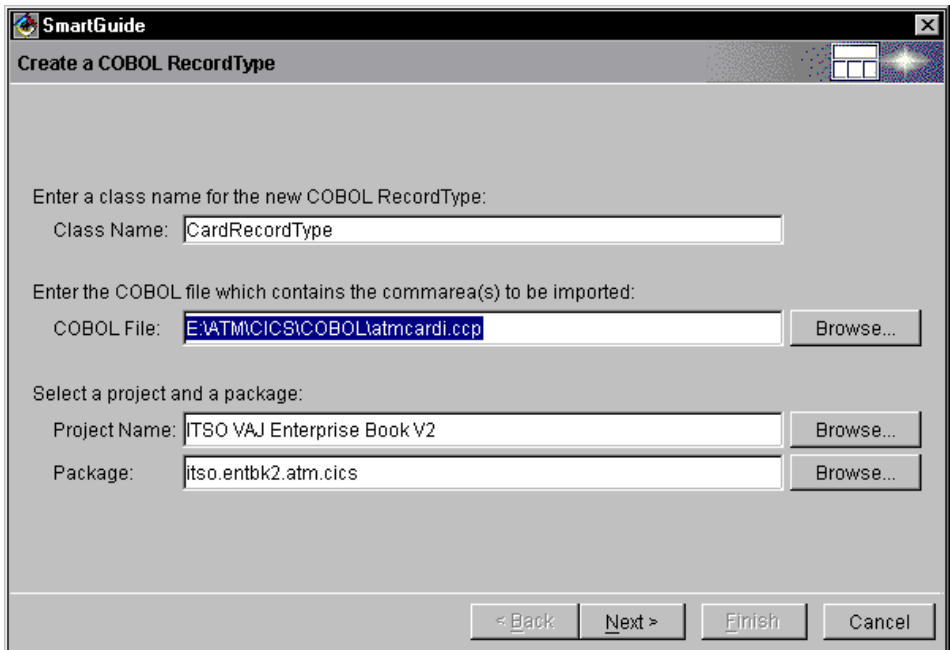 SmartGuide
Create a COBOL RecordType
Enter a class name for the new COBOL RecordType:
Class Name: CardRecordType
Enter the COBOL file which contains the commarea(s) to be imported:
COBOL File: E:\ATM\CICS\COBOL\atmcardi.ccp Browse...
Select a project and a package:
Project Name: ITSO VAJ Enterprise Book V2 Browse...
Package: itso.entbk2.atm.cics Browse...
< Back Next > Finish Cancel